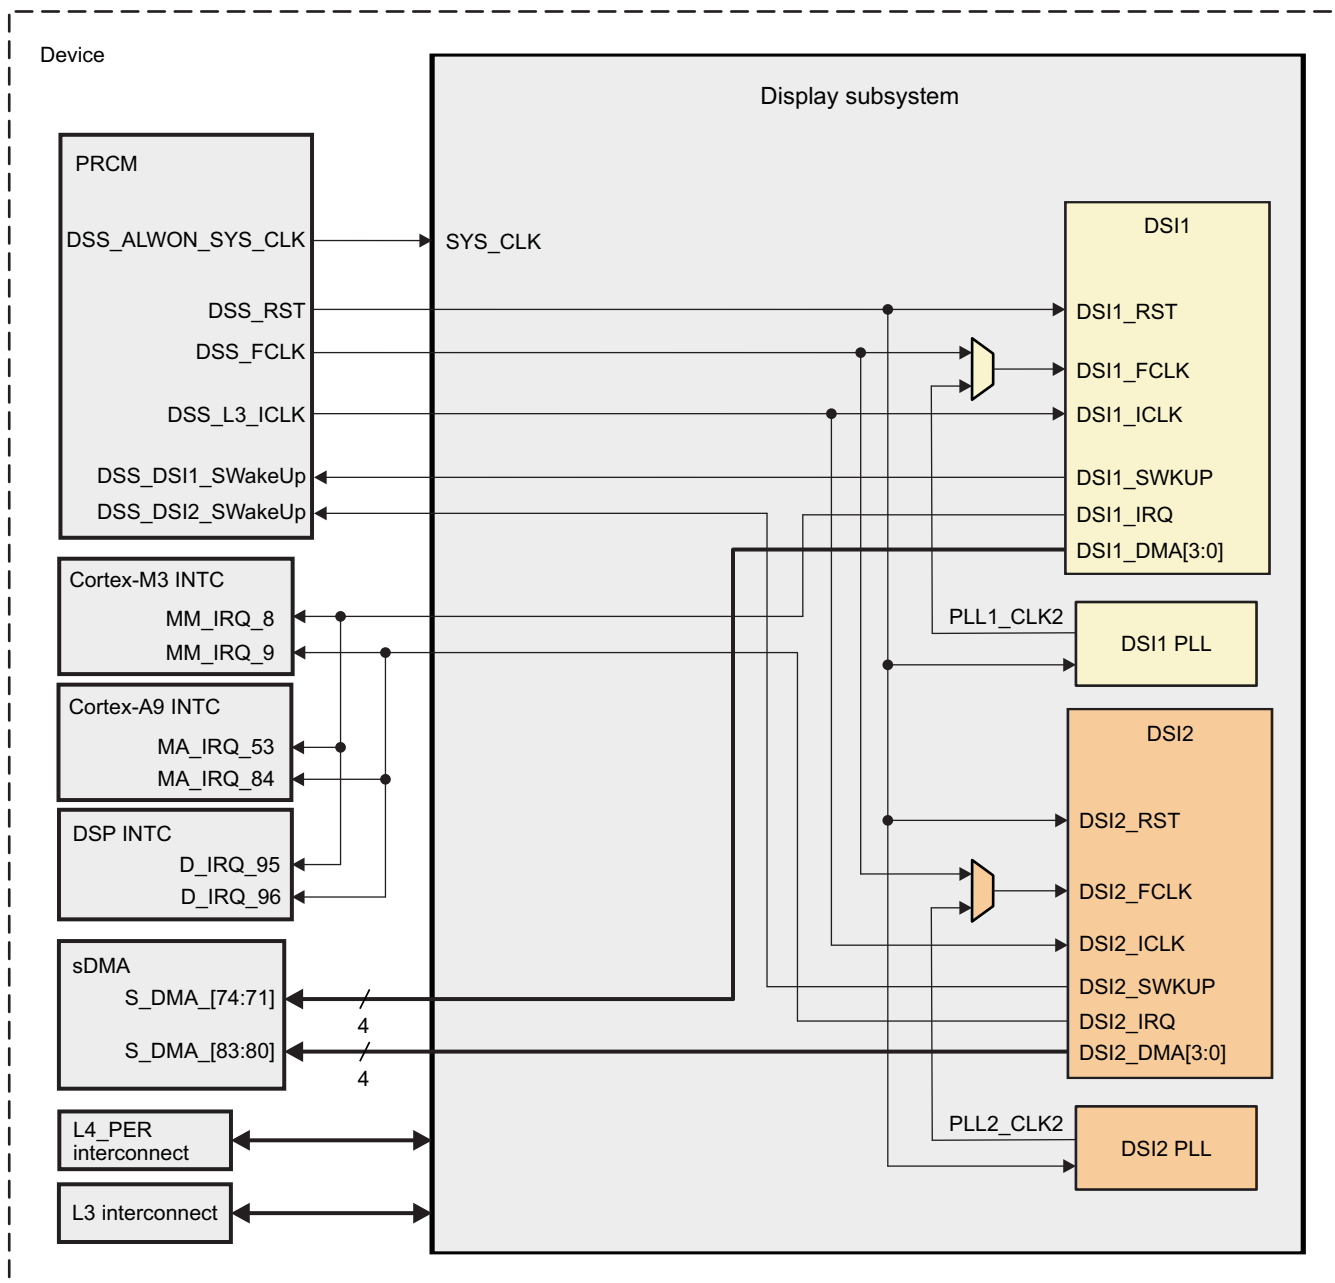 Device
Display subsystem
PRCM
DSS_ALWON_SYS_CLK
DSS_RST
DSS_FCLK
DSS_L3_ICLK
DSS_DSI1_SWakeUp
DSS_DSI2_SWakeUp
SYS_CLK
DSI1
DSI1_RST
DSI1_FCLK
DSI1_ICLK
DSI1_SWKUP
DSI1_IRQ
DSI1_DMA[3:0]
Cortex-M3 INTC
MM_IRQ_8
MM_IRQ_9
PLL1_CLK2
DSI1 PLL
Cortex-A9 INTC
MA_IRQ_53
MA_IRQ_84
DSP INTC
D_IRQ_95
D_IRQ_96
DSI2
DSI2_RST
DSI2_FCLK
DSI2_ICLK
DSI2_SWKUP
DSI2_IRQ
DSI2_DMA[3:0]
sDMA
S_DMA_[74:71]
4
S_DMA_[83:80]
4
L4_PER
interconnect
PLL2_CLK2
DSI2 PLL
L3 interconnect